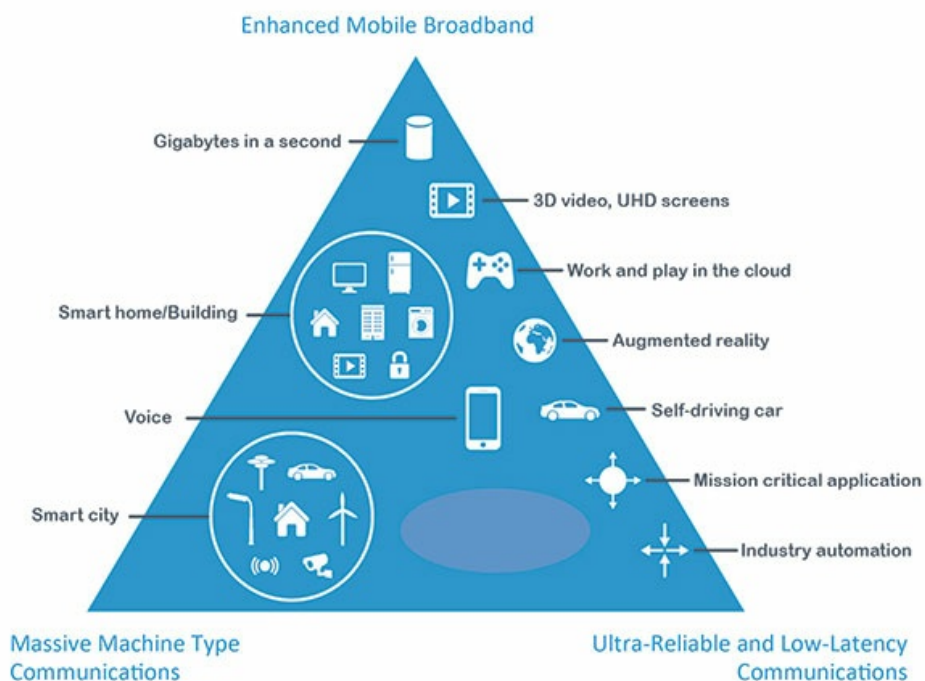 Enhanced Mobile Broadband
Gigabytes in a second
3D video, UHD screens
Work and play in the cloud
Smart home/Building
Augmented reality
Voice
Self-driving car
Mission critical application
Smart city
Industry automation
Massive Machine Type
Communications
Ultra-Reliable and Low-Latency
Communications